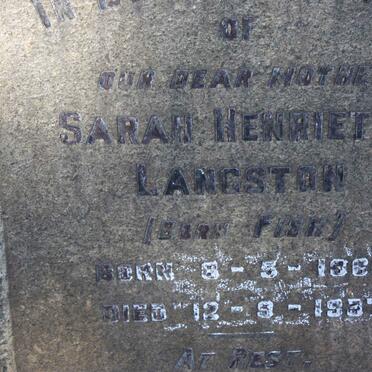 IN
OF
OUR DEAR MOTHE
SARAH HENRIET
LANGSTON
(BORN FISK)
BORN 8-5-186
DIED 12-9-193
AT REST.